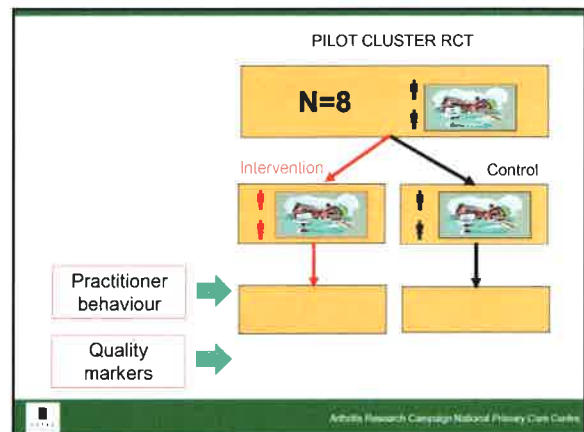 PILOT CLUSTER RCT
N=8
Intervention
Control
Practitioner
behaviour
Quality
markers
Arthritis Research Campaign National Primary Care Centre